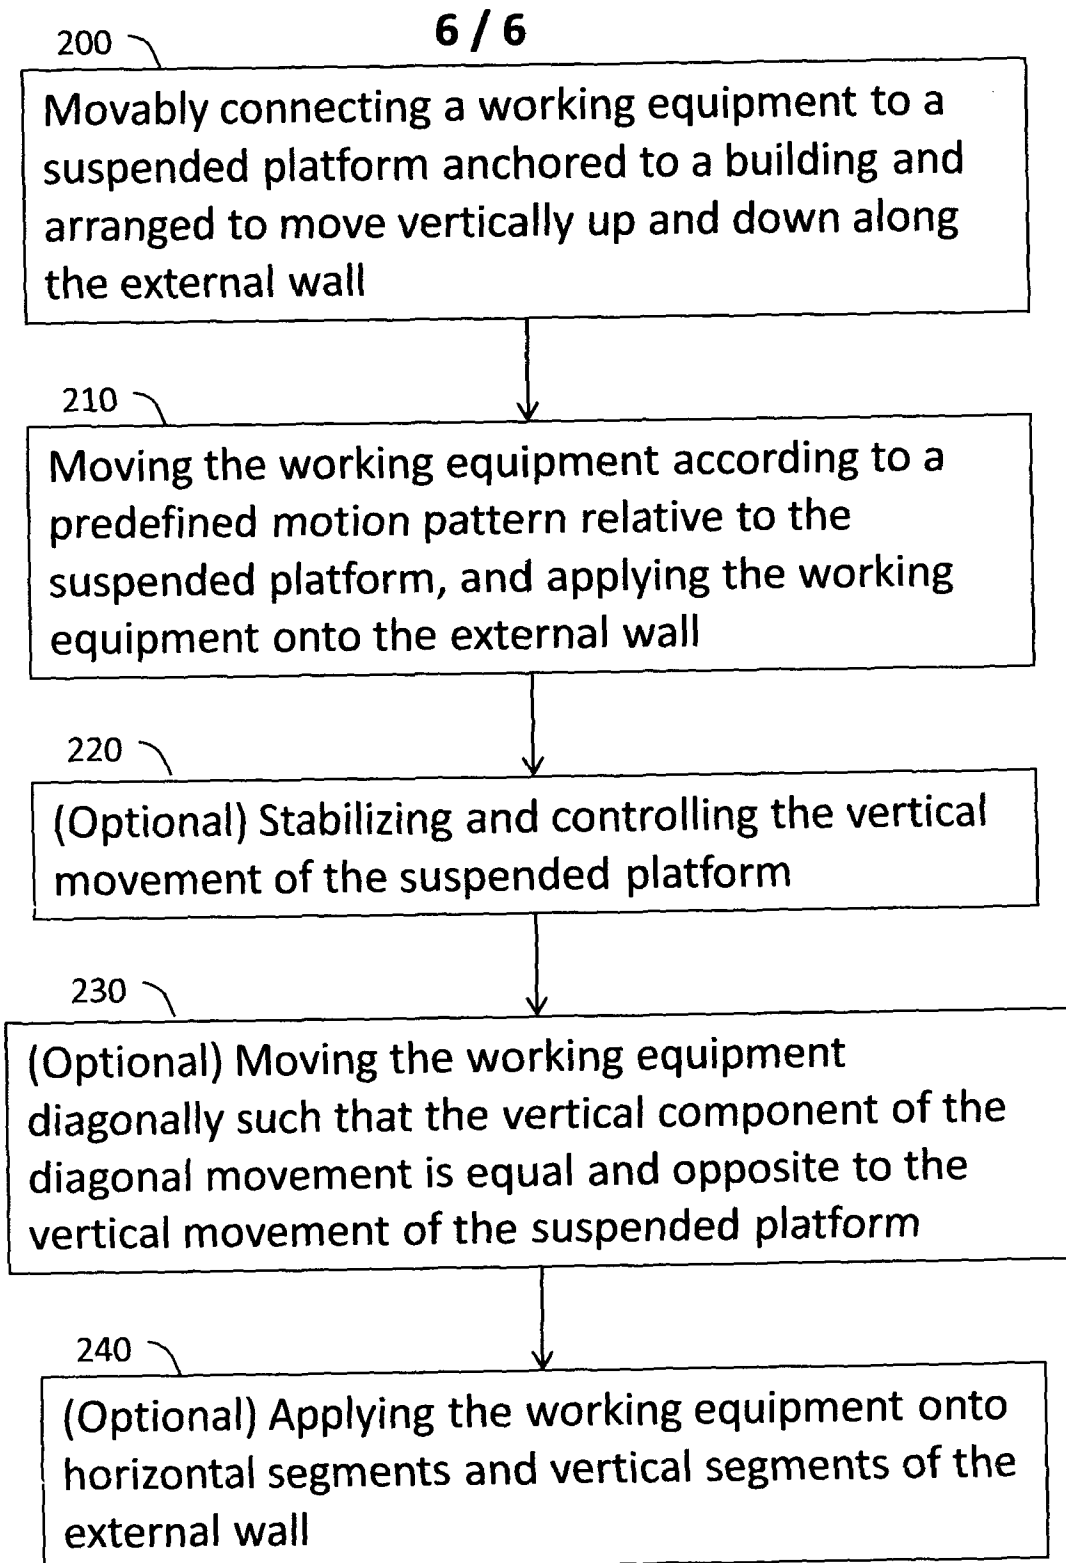 6 / 6
200
Movably connecting a working equipment to a
suspended platform anchored to a building and
arranged to move vertically up and down along
the external wall
210
Moving the working equipment according to a
predefined motion pattern relative to the
suspended platform, and applying the working
equipment onto the external wall
220
(Optional) Stabilizing and controlling the vertical
movement of the suspended platform
230
(Optional) Moving the working equipment
diagonally such that the vertical component of the
diagonal movement is equal and opposite to the
vertical movement of the suspended platform
240
(Optional) Applying the working equipment onto
horizontal segments and vertical segments of the
external wall